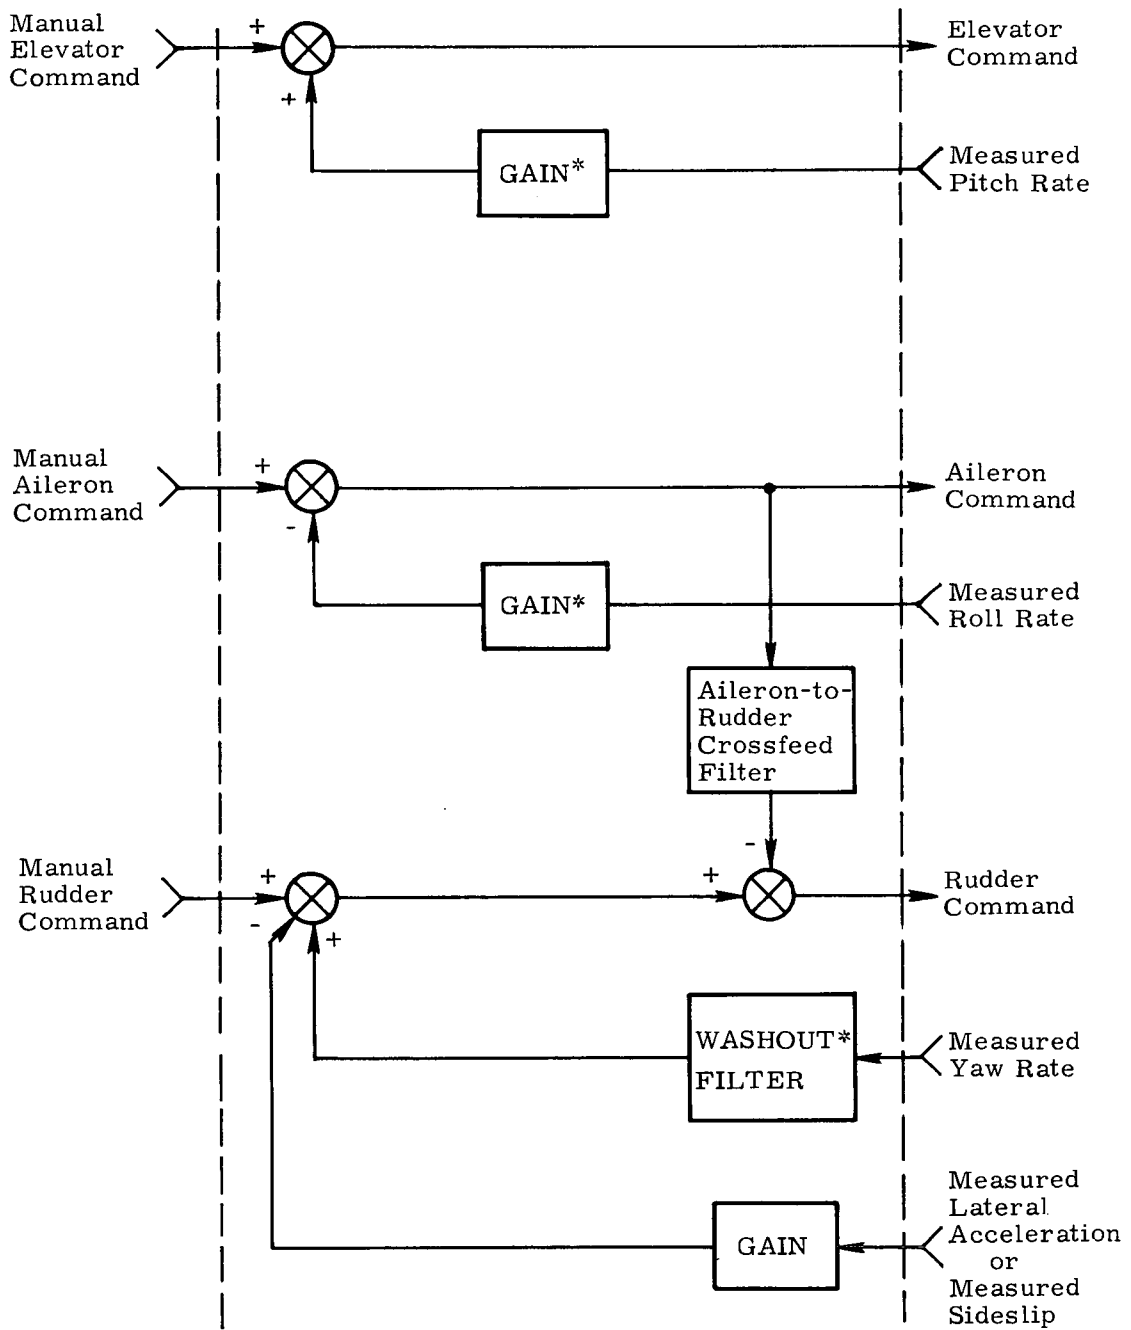 Manual
Elevator
Command
+
+
Elevator
Command
GAIN*
Measured
Pitch Rate
Manual
Aileron
Command
+
-
Aileron
Command
GAIN*
Measured
Roll Rate
Aileron-to-
Rudder
Crossfeed
Filter
Manual
Rudder
Command
+
-
+
+
-
Rudder
Command
WASHOUT*
FILTER
Measured
Yaw Rate
GAIN
Measured
Lateral
Acceleration
or
Measured
Sideslip